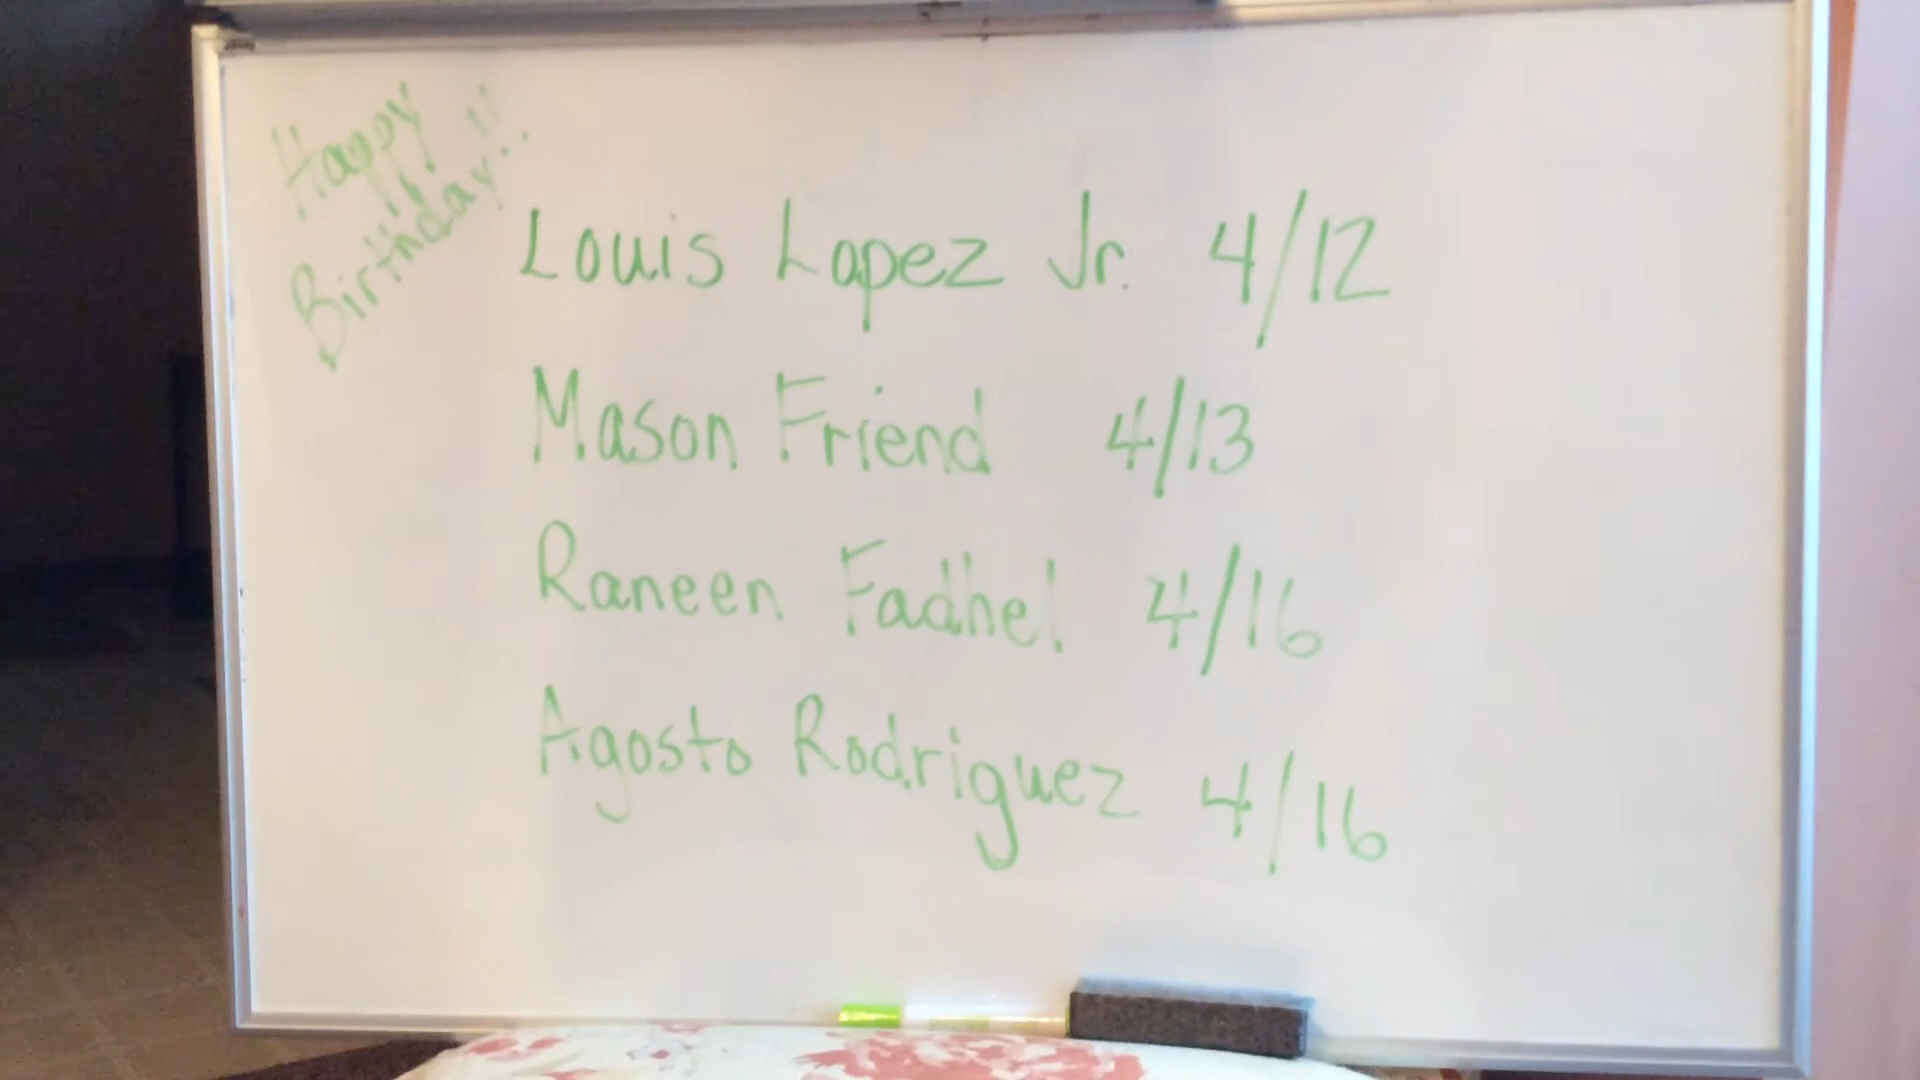 Happy
Birthday!!
Louis Lopez Jr. 4/12
Mason Friend 4/13
Raneen Fadhel 4/16
Agosto Rodriguez 4/16